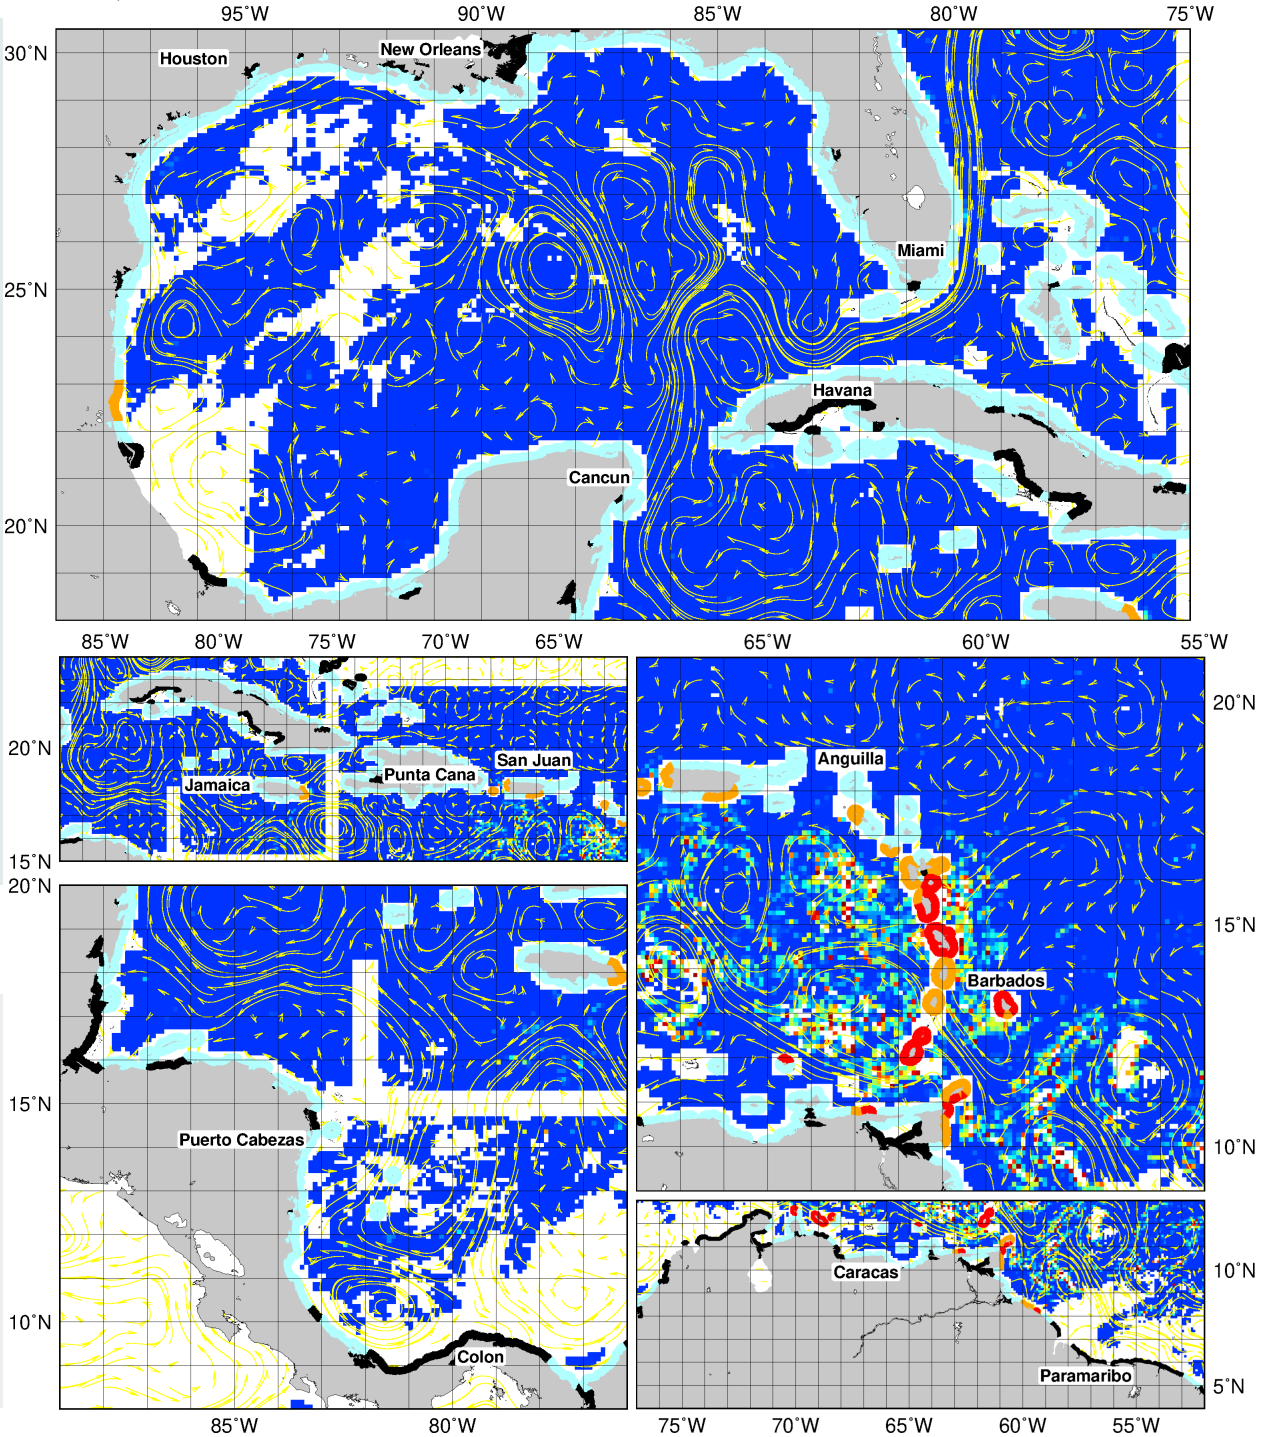 95°W 90°W 85°W 80°W 75°W
30°N
Houston
New Orleans
Miami
25°N
Havana
Cancun
20°N
85°W 80°W 75°W 70°W 65°W
65°W 60°W 55°W
20°N
Jamaica
Punta Cana
San Juan
15°N
20°N
Anguilla
15°N
Barbados
10°N
20°N
15°N
Puerto Cabezas
10°N
Colon
85°W 80°W
Caracas
10°N
Paramaribo
5°N
75°W 70°W 65°W 60°W 55°W